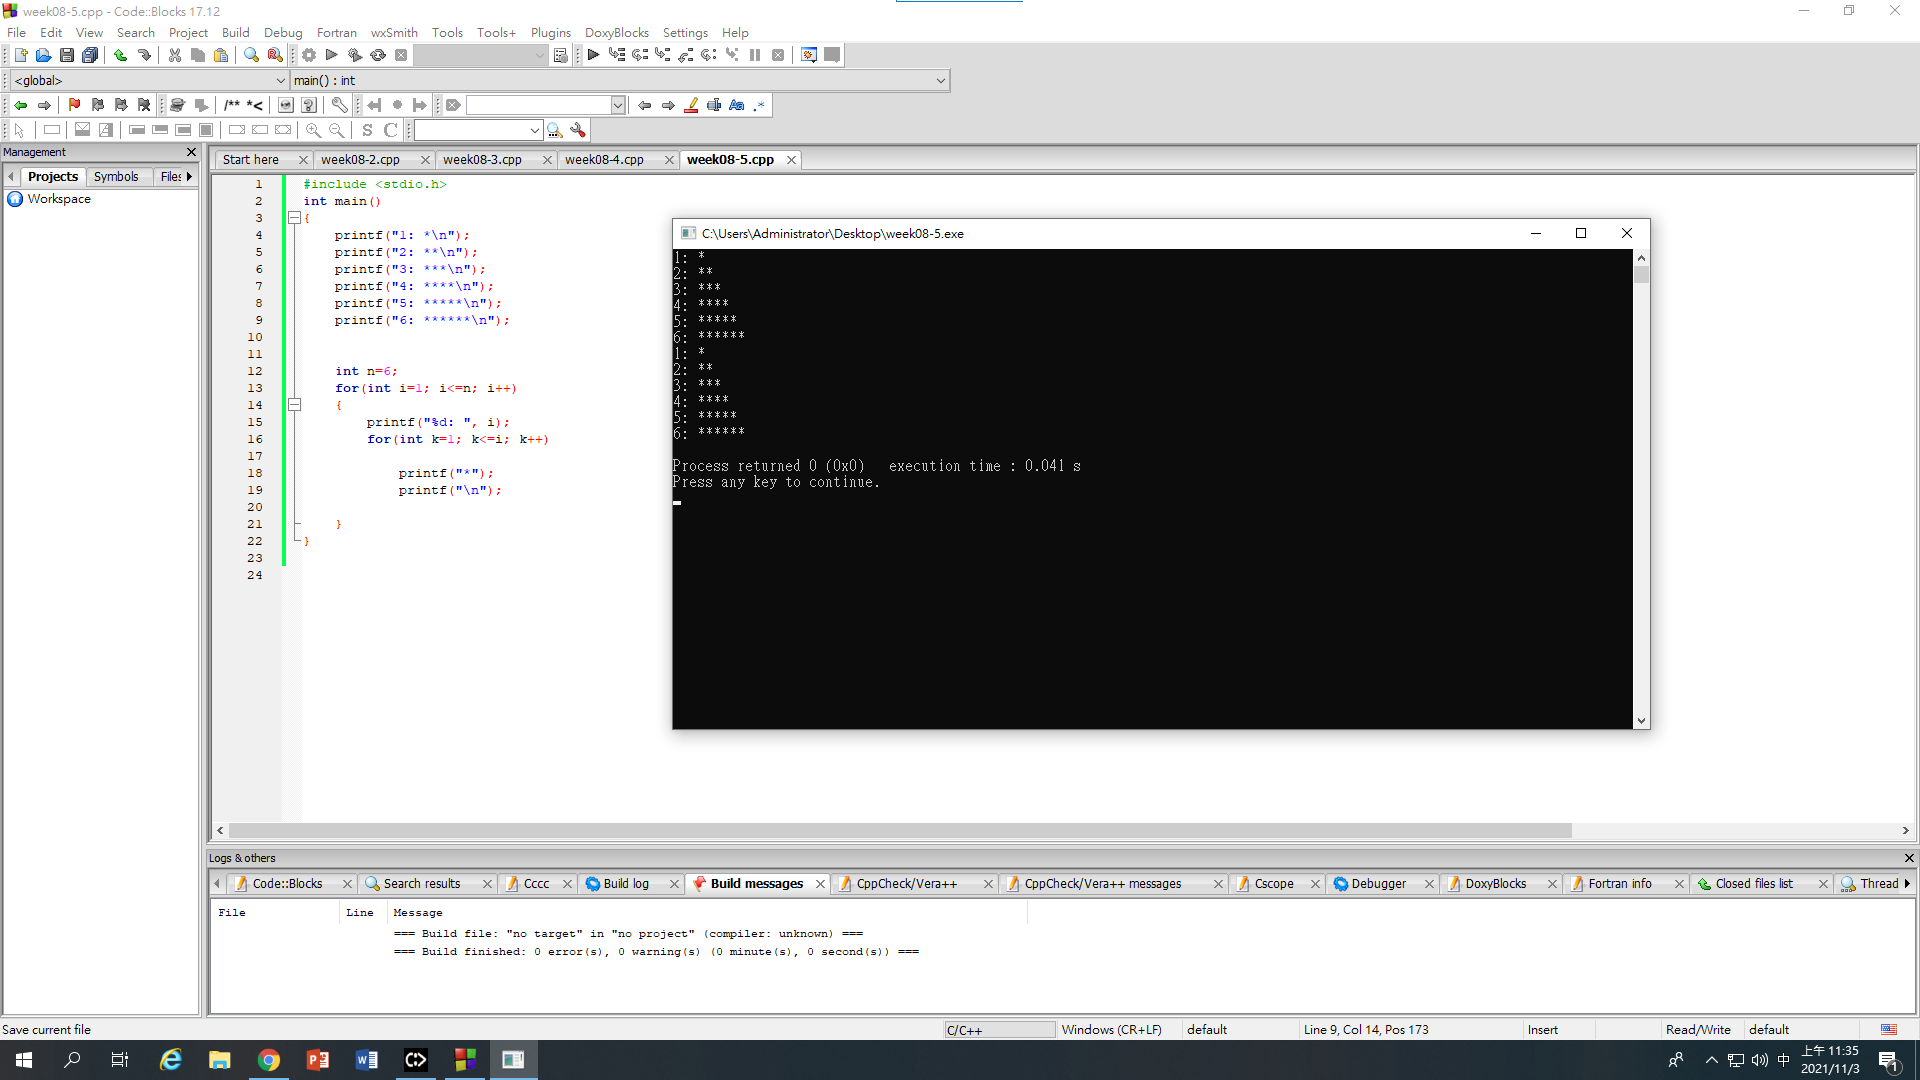 week08-5.cpp - Code::Blocks 17.12
File Edit View Search Project Build Debug Fortran wxSmith Tools Tools+ Plugins DoxyBlocks Settings Help
<global> main() : int
/** *<
S C
Management
Projects Symbols Files
Workspace
Start here week08-2.cpp week08-3.cpp week08-4.cpp week08-5.cpp
1 #include <stdio.h>
2 int main()
3 {
4 printf("1: *\n");
5 printf("2: **\n");
6 printf("3: ***\n");
7 printf("4: ****\n");
8 printf("5: *****\n");
9 printf("6: ******\n");
10
11
12 int n=6;
13 for(int i=1; i<=n; i++)
14 {
15 printf("%d: ", i);
16 for(int k=1; k<=i; k++)
17
18 printf("*");
19 printf("\n");
20
21 }
22 }
23
24
C:\Users\Administrator\Desktop\week08-5.exe
1: *
2: **
3: ***
4: ****
5: *****
6: ******
1: *
2: **
3: ***
4: ****
5: *****
6: ******
Process returned 0 (0x0) execution time : 0.041 s
Press any key to continue.
Logs & others
Code::Blocks Search results Cccc Build log Build messages CppCheck/Vera++ CppCheck/Vera++ messages Cscope Debugger DoxyBlocks Fortran info Closed files list Thread
File Line Message
=== Build file: "no target" in "no project" (compiler: unknown) ===
=== Build finished: 0 error(s), 0 warning(s) (0 minute(s), 0 second(s)) ===
Save current file C/C++ Windows (CR+LF) default Line 9, Col 14, Pos 173 Insert Read/Write default
中 上午 11:35
2021/11/3
1